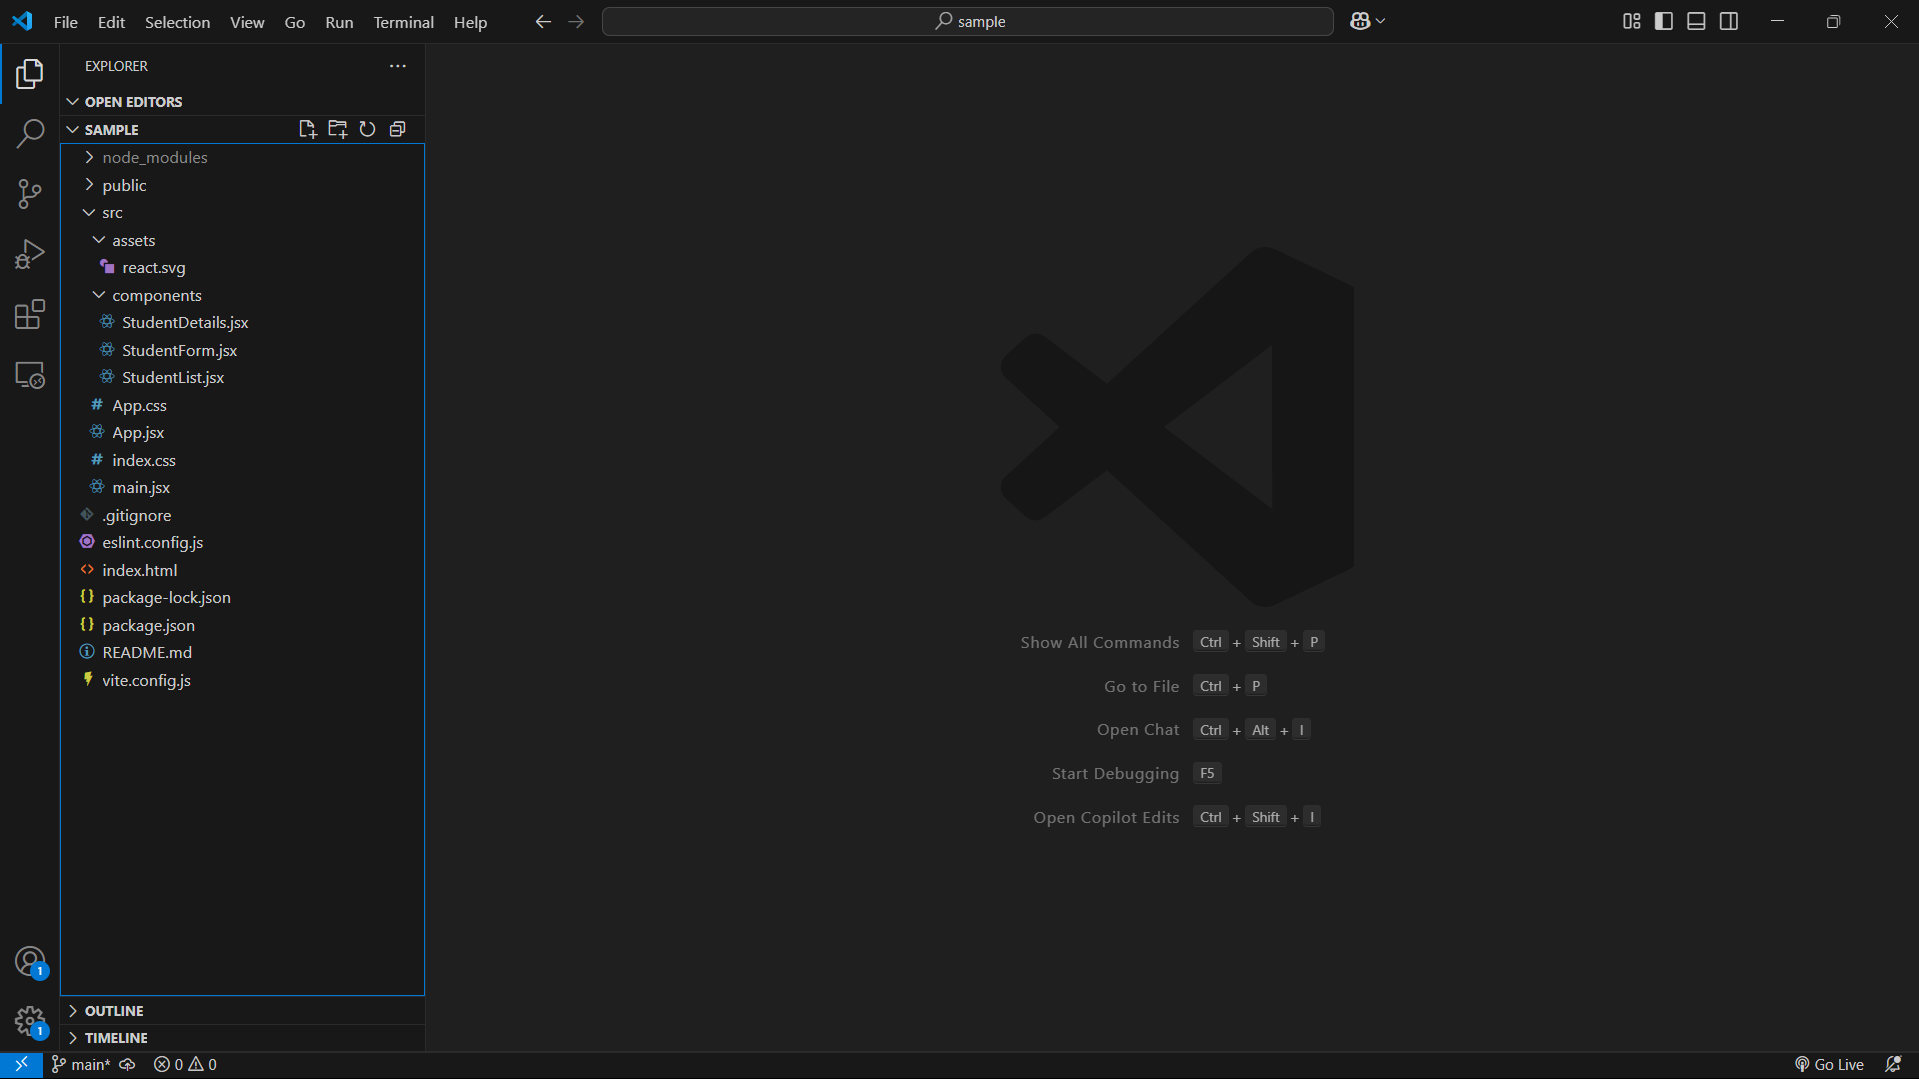 File Edit Selection View Go Run Terminal Help sample
EXPLORER
OPEN EDITORS
SAMPLE
node_modules
public
src
assets
react.svg
components
StudentDetails.jsx
StudentForm.jsx
StudentList.jsx
# App.css
App.jsx
# index.css
main.jsx
.gitignore
eslint.config.js
<> index.html
{} package-lock.json
{} package.json
README.md
vite.config.js
OUTLINE
TIMELINE
1
1
Show All Commands Ctrl + Shift + P
Go to File Ctrl + P
Open Chat Ctrl + Alt + I
Start Debugging F5
Open Copilot Edits Ctrl + Shift + I
main* 0 0 Go Live